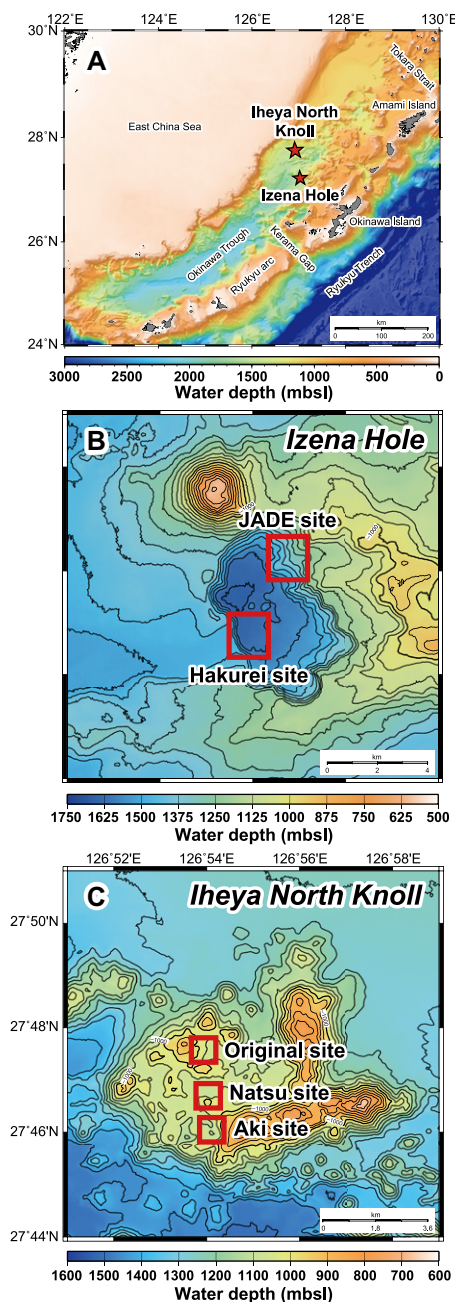 122˚E 124˚E 126˚E 128˚E 130˚E
30˚N
A
Tokara Strait
Amami Island
Iheya North
Knoll
East China Sea
28˚N
Izena Hole
Okinawa Island
26˚N
Okinawa Trough
Kerama Gap
Ryukyu arc
Ryukyu Trench
km
0 100 200
24˚N
3000 2500 2000 1500 1000 500 0
Water depth (mbsl)
B
Izena Hole
−1000
JADE site
−1000
Hakurei site
km
0 2 4
1750 1625 1500 1375 1250 1125 1000 875 750 625 500
Water depth (mbsl)
126˚52'E 126˚54'E 126˚56'E 126˚58'E
C
Iheya North Knoll
27˚50'N
27˚48'N
−1000
−1000
Original site
Natsu site
−1000
−1000
Aki site
27˚46'N
km
0 1.8 3.6
27˚44'N
1600 1500 1400 1300 1200 1100 1000 900 800 700 600
Water depth (mbsl)